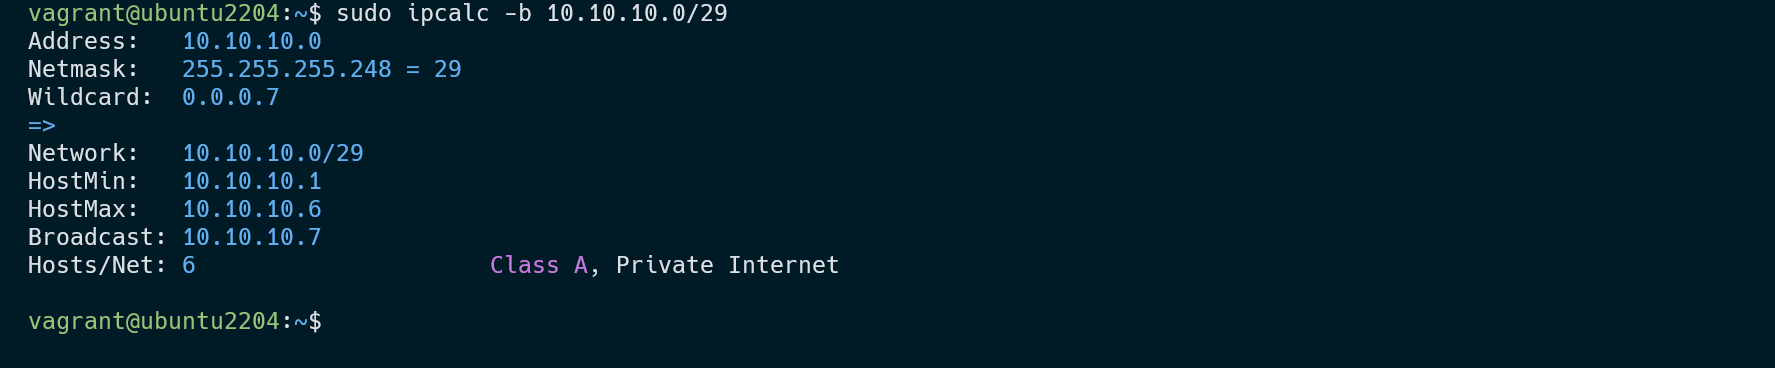 vagrant@ubuntu2204:~$ sudo ipcalc -b 10.10.10.0/29
Address:   10.10.10.0
Netmask:   255.255.255.248 = 29
Wildcard:  0.0.0.7
=>
Network:   10.10.10.0/29
HostMin:   10.10.10.1
HostMax:   10.10.10.6
Broadcast: 10.10.10.7
Hosts/Net: 6                     Class A, Private Internet
vagrant@ubuntu2204:~$